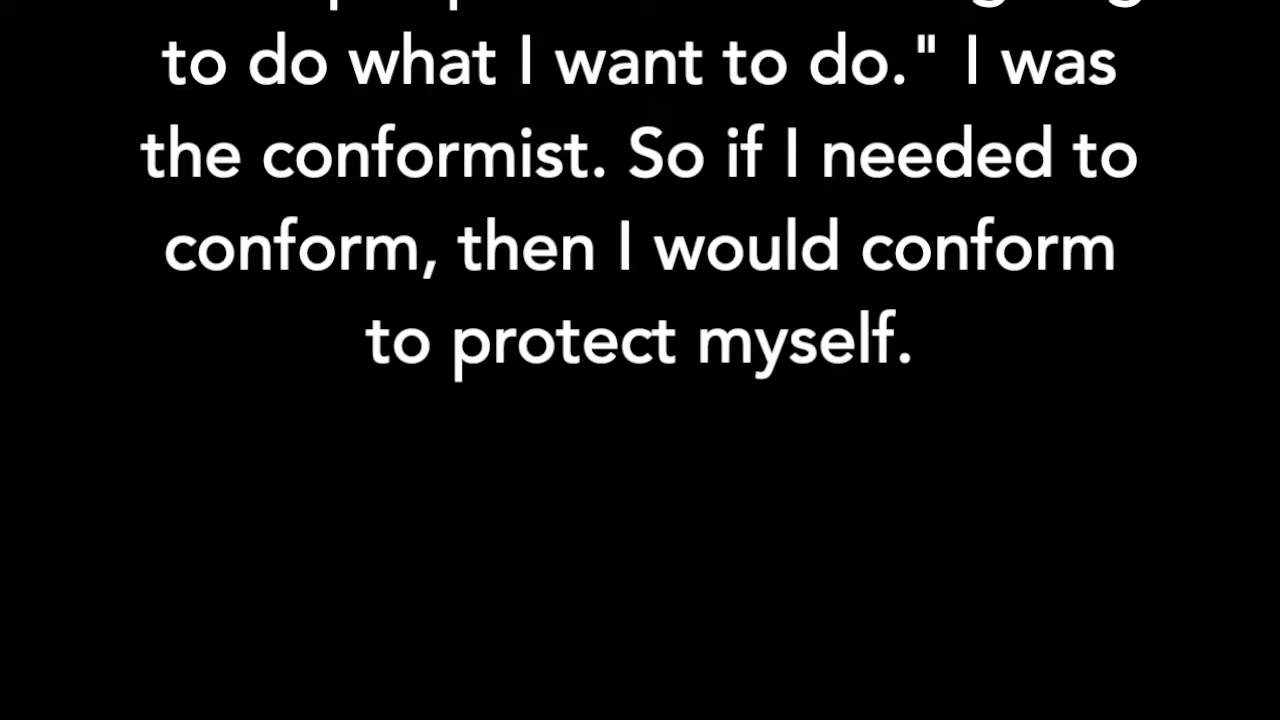 to do what I want to do." I was
the conformist. So if I needed to
conform, then I would conform
to protect myself.